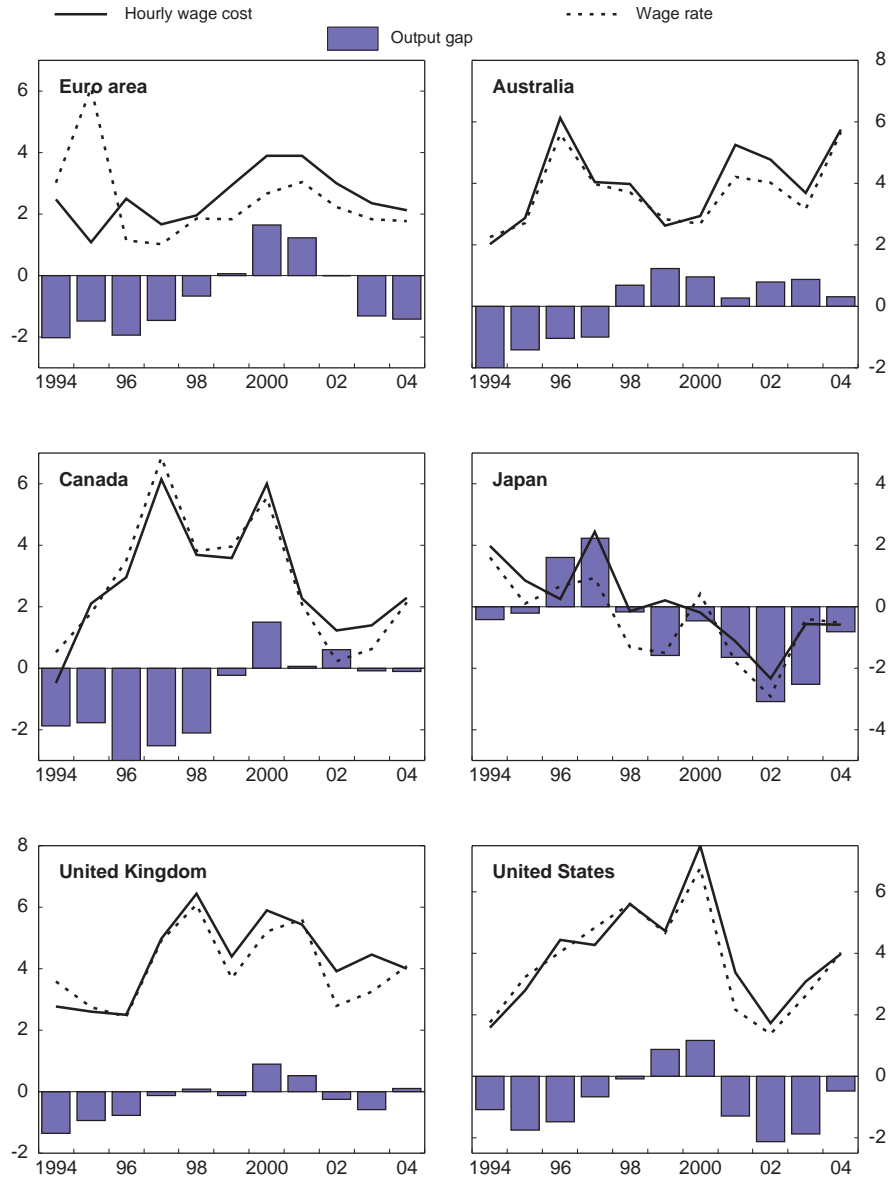 Hourly wage cost
Wage rate
Output gap
Euro area
6
4
2
0
-2
1994 96 98 2000 02 04
Australia
8
6
4
2
0
-2
1994 96 98 2000 02 04
Canada
6
4
2
0
-2
1994 96 98 2000 02 04
Japan
4
2
0
-2
-4
1994 96 98 2000 02 04
United Kingdom
8
6
4
2
0
-2
1994 96 98 2000 02 04
United States
6
4
2
0
-2
1994 96 98 2000 02 04